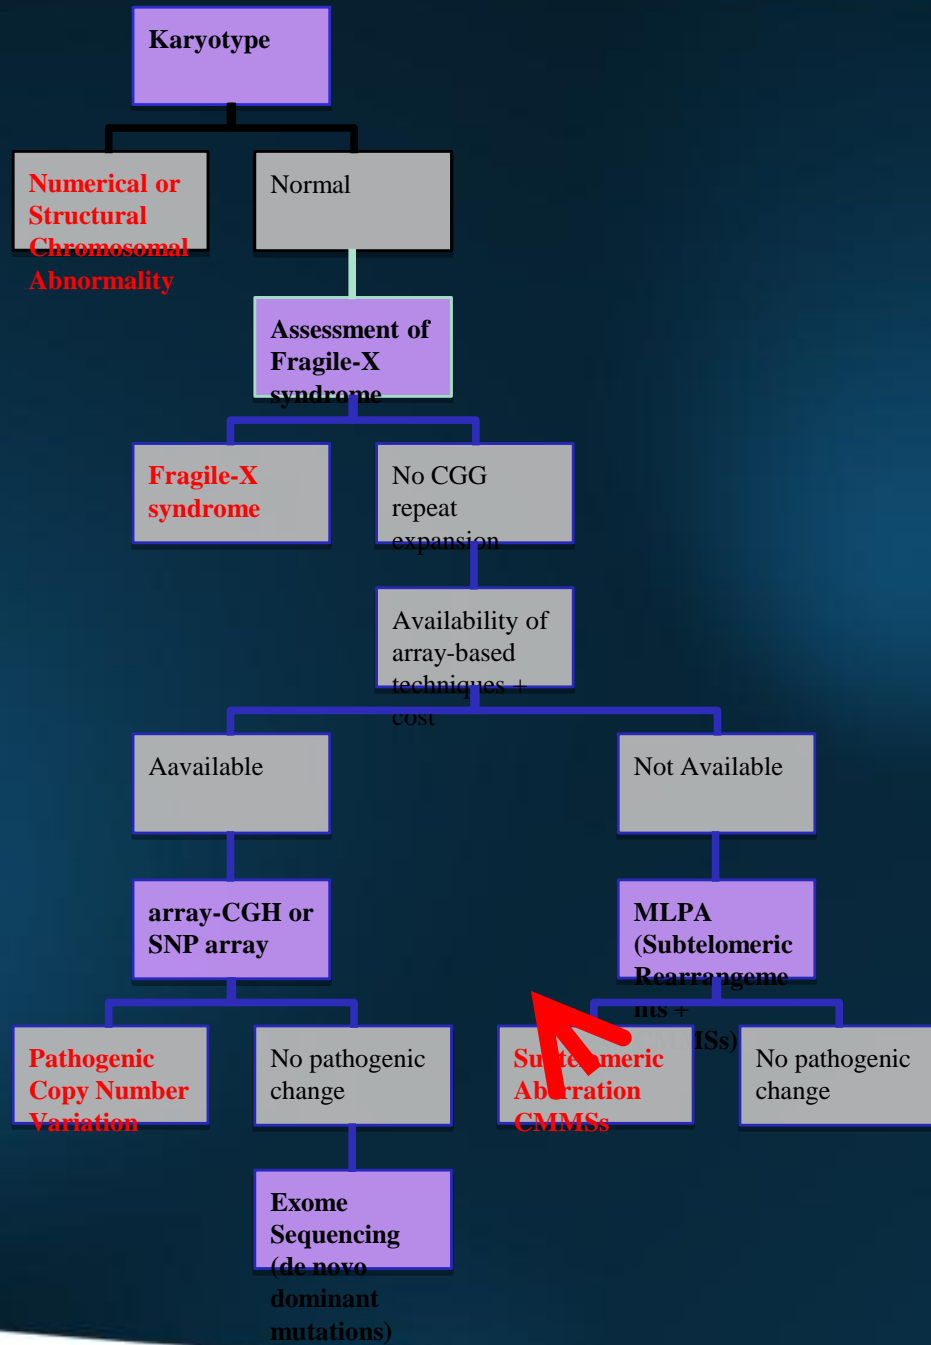 Karyotype
Numerical or
Structural
Chromosomal
Abnormality
Normal
Assessment of
Fragile-X
syndrome
Fragile-X
syndrome
No CGG
repeat
expansion
Availability of
array-based
techniques +
cost
Aavailable
Not Available
array-CGH or
SNP array
MLPA
(Subtelomeric
Rearrangeme
nts +
Pathogenic
Copy Number
Variation
No pathogenic
change
Subtelomeric
Aberration
CMMSs
No pathogenic
change
Exome
Sequencing
(de novo
dominant
mutations)